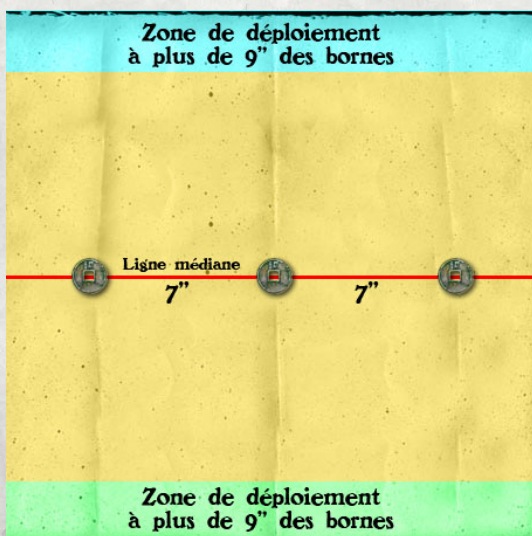 Zone de déploiement
à plus de 9" des bornes
Ligne médiane
7"
7"
Zone de déploiement
à plus de 9" des bornes